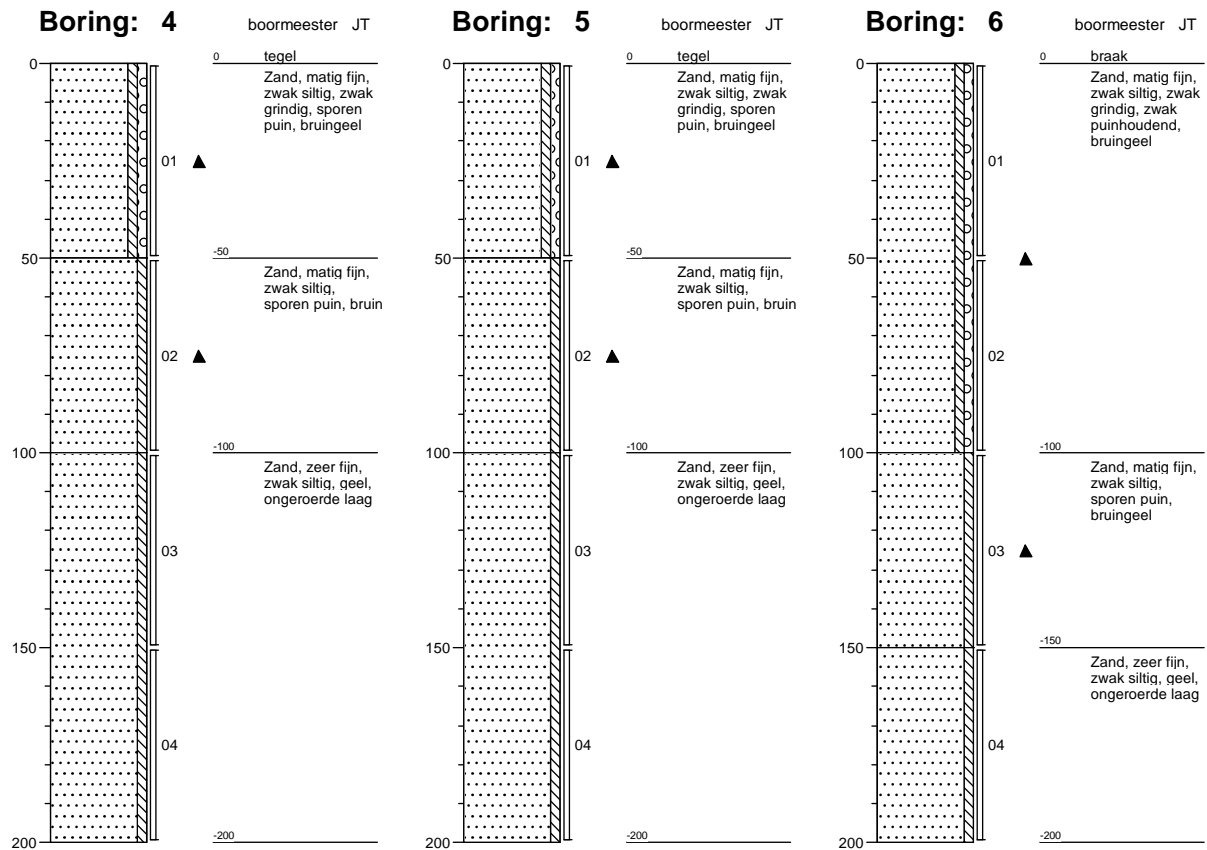 Boring: 4
boormeester JT
0
50
100
150
200
01
02
03
04
0
tegel
Zand, matig fijn,
zwak siltig, zwak
grindig, sporen
puin, bruingeel
-50
Zand, matig fijn,
zwak siltig,
sporen puin, bruin
-100
Zand, zeer fijn,
zwak siltig, geel,
ongeroerde laag
-200
Boring: 5
boormeester JT
0
50
100
150
200
01
02
03
04
0
tegel
Zand, matig fijn,
zwak siltig, zwak
grindig, sporen
puin, bruingeel
-50
Zand, matig fijn,
zwak siltig,
sporen puin, bruin
-100
Zand, zeer fijn,
zwak siltig, geel,
ongeroerde laag
-200
Boring: 6
boormeester JT
0
50
100
150
200
01
02
03
04
0
braak
Zand, matig fijn,
zwak siltig, zwak
grindig, zwak
puinhoudend,
bruingeel
-100
Zand, matig fijn,
zwak siltig,
sporen puin,
bruingeel
-150
Zand, zeer fijn,
zwak siltig, geel,
ongeroerde laag
-200